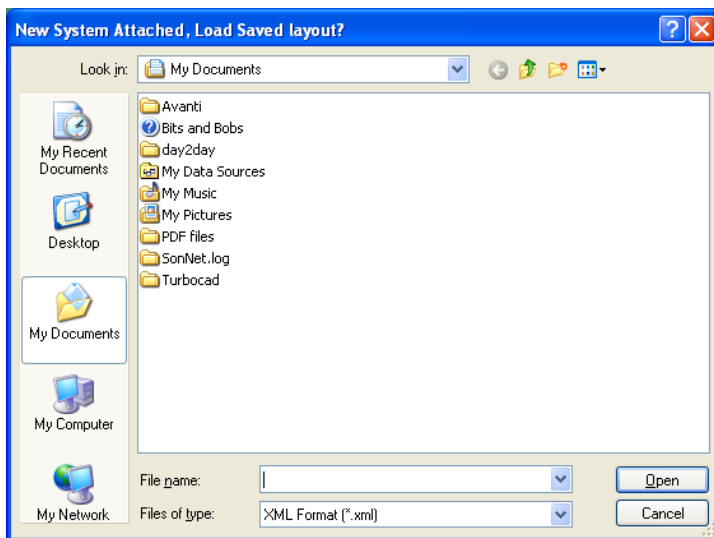 New System Attached, Load Saved layout?
Look in: My Documents
My Recent
Documents
Desktop
My Documents
My Computer
My Network
Avanti
Bits and Bobs
day2day
My Data Sources
My Music
My Pictures
PDF files
SonNet.log
Turbocad
File name:
Open
Files of type: XML Format (*.xml)
Cancel